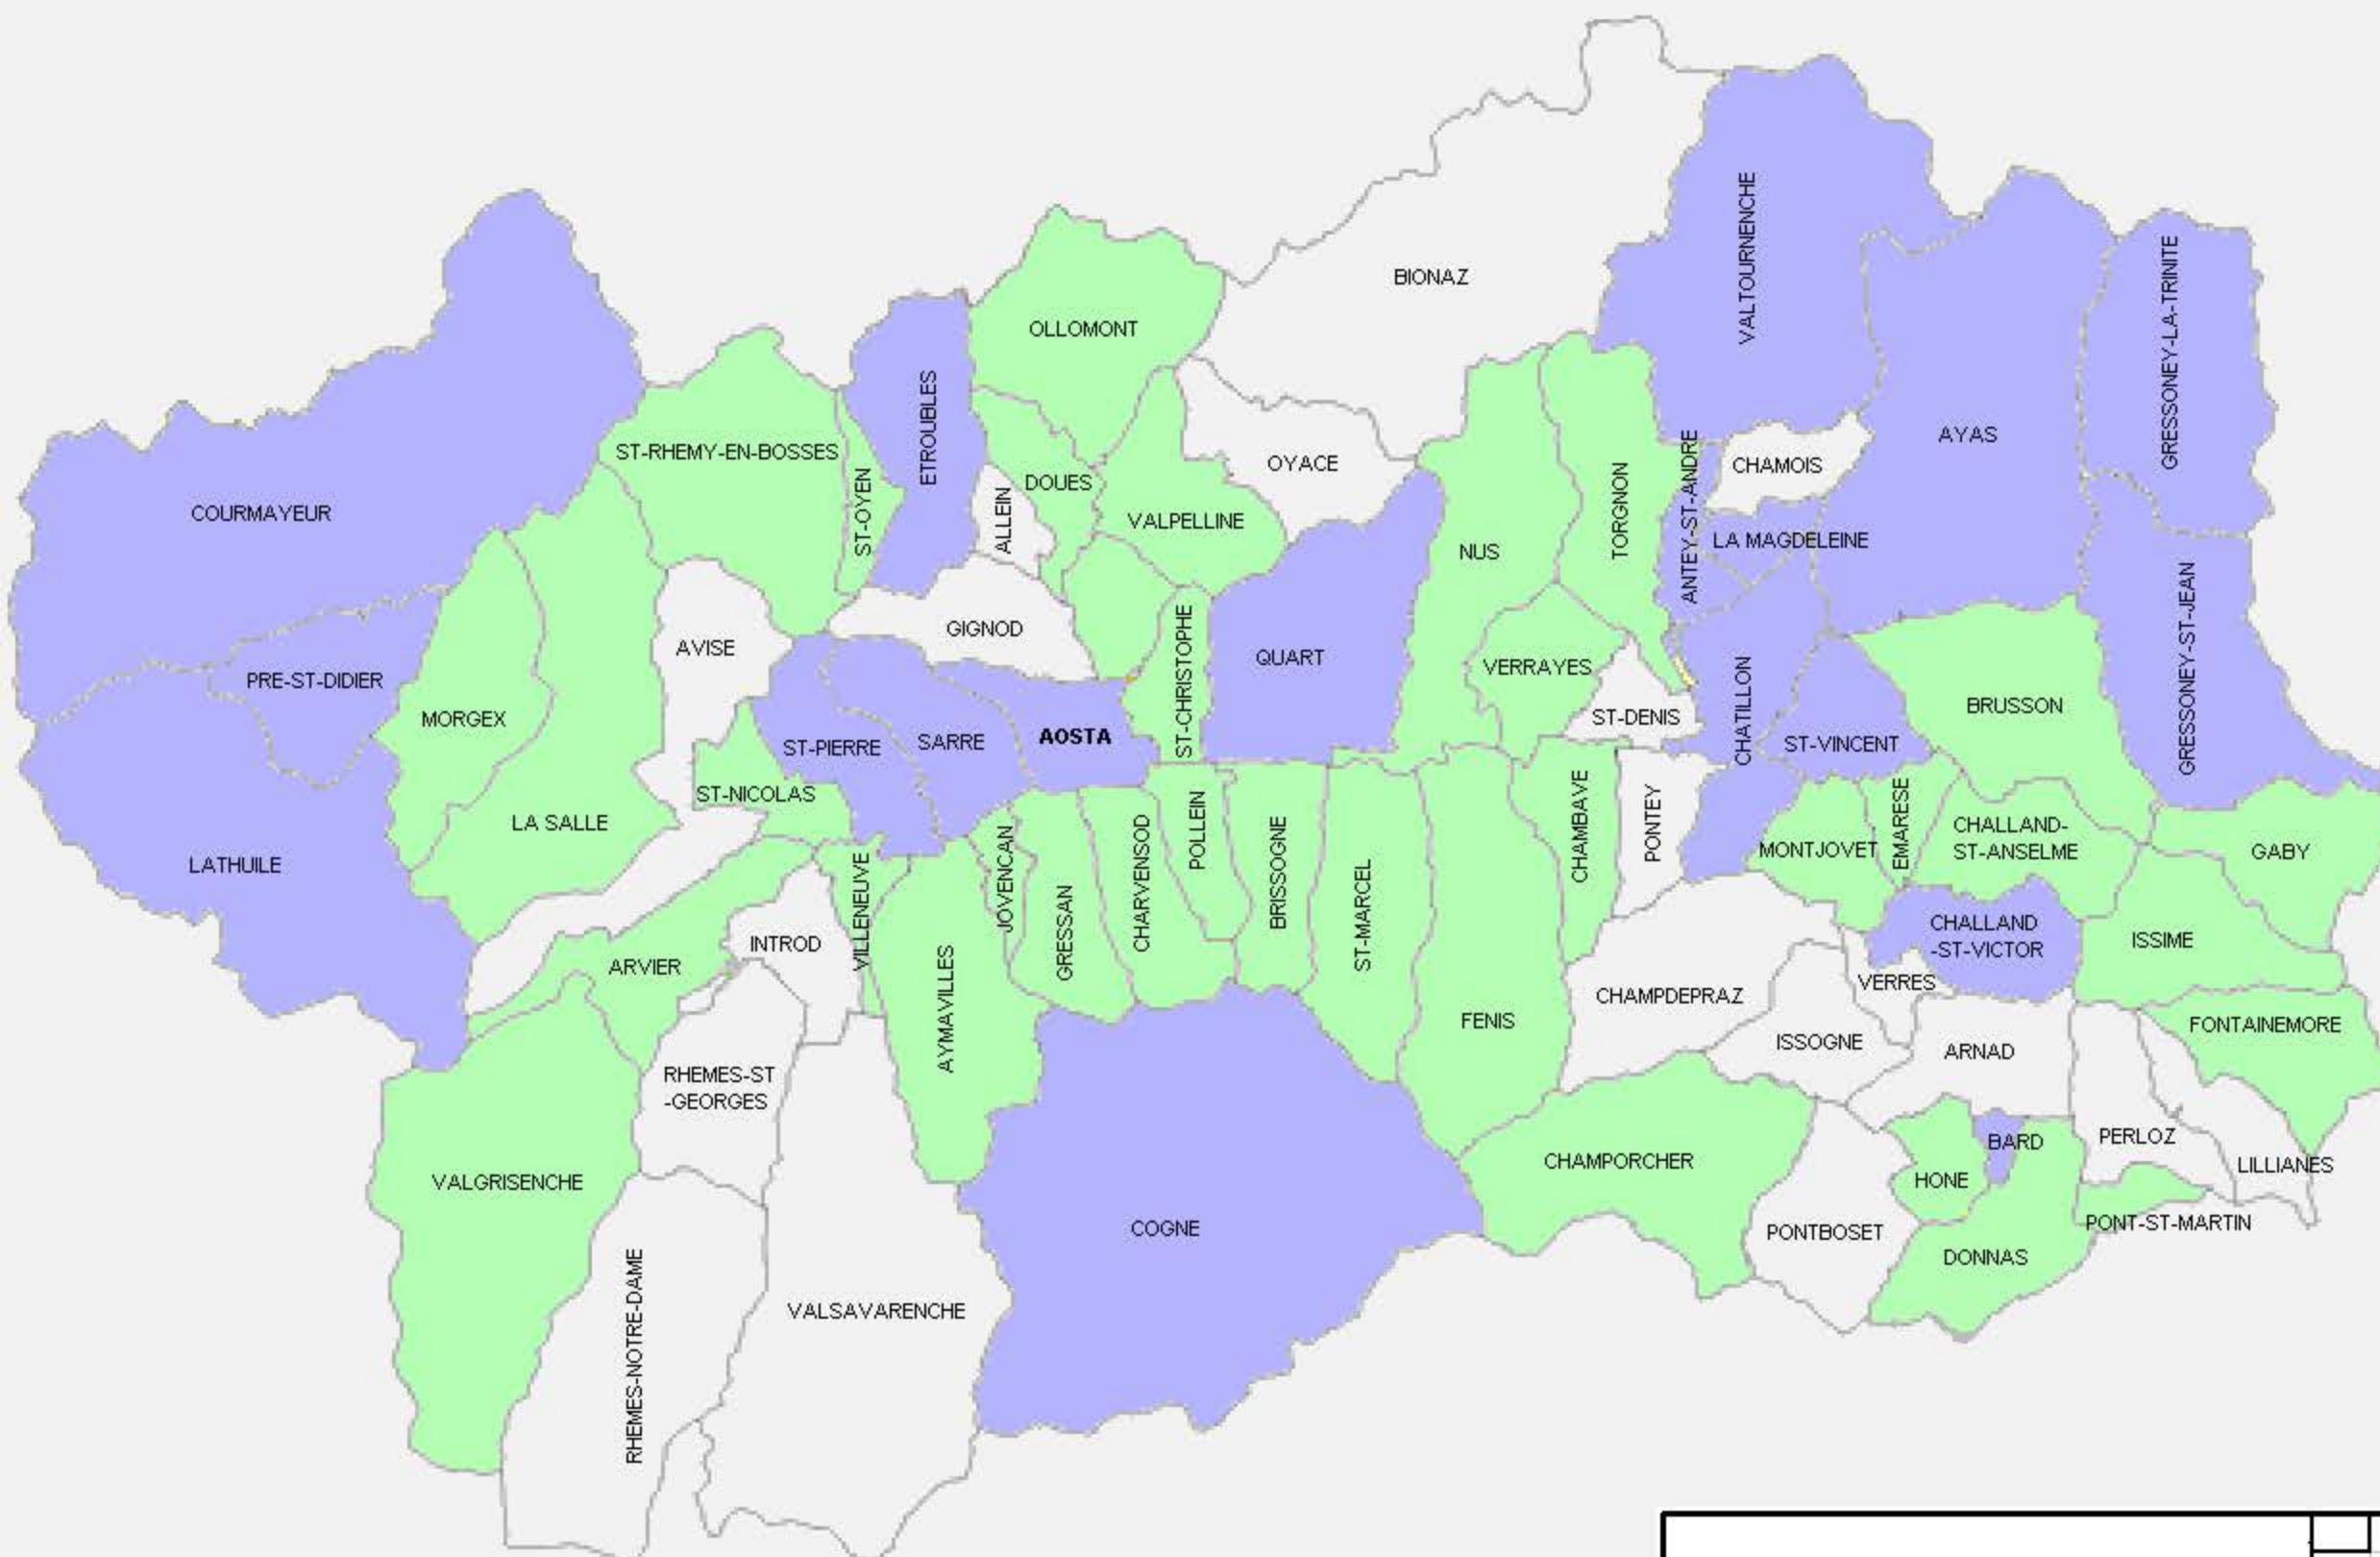 VALTOURNENCHE
GRESSONEY-LA-TRINITE
BIONAZ
OLLOMONT
ETROUBLES
AYAS
ST-RHEMY-EN-BOSSES
OYACE
CHAMOIS
DOUES
COURMAYEUR
ST-OYEN
ALLEIN
VALPELLINE
TORGNON
ANTEY-ST-ANDRE
LA MAGDELEINE
NUS
GIGNOD
AVISE
ST-CHRISTOPHE
QUART
VERRAYES
GRESSONEY-ST-JEAN
PRE-ST-DIDIER
MORGEX
ST-DENIS
CHATILLON
BRUSSON
ST-PIERRE
SARRE
AOSTA
ST-VINCENT
ST-NICOLAS
LA SALLE
LATHUILE
JOVENCAN
POLLEIN
CHAMBAVE
PONTEY
EMARESE
MONTJOVET
CHALLAND-
ST-ANSELME
GABY
VILLENEUVE
GRESSAN
CHARVENSOD
BRISSOGNE
ST-MARCEL
INTROD
ARVIER
CHALLAND
-ST-VICTOR
ISSIME
VERRES
CHAMPDEPRAZ
AYMAVILLES
FENIS
FONTAINEMORE
ISSOGNE
ARNAD
RHEMES-ST
-GEORGES
BARD
PERLOZ
LILLIANES
CHAMPORCHER
HONE
VALGRISENCHE
PONT-ST-MARTIN
COGNE
PONTBOSET
DONNAS
RHEMES-NOTRE-DAME
VALSAVARENCHE